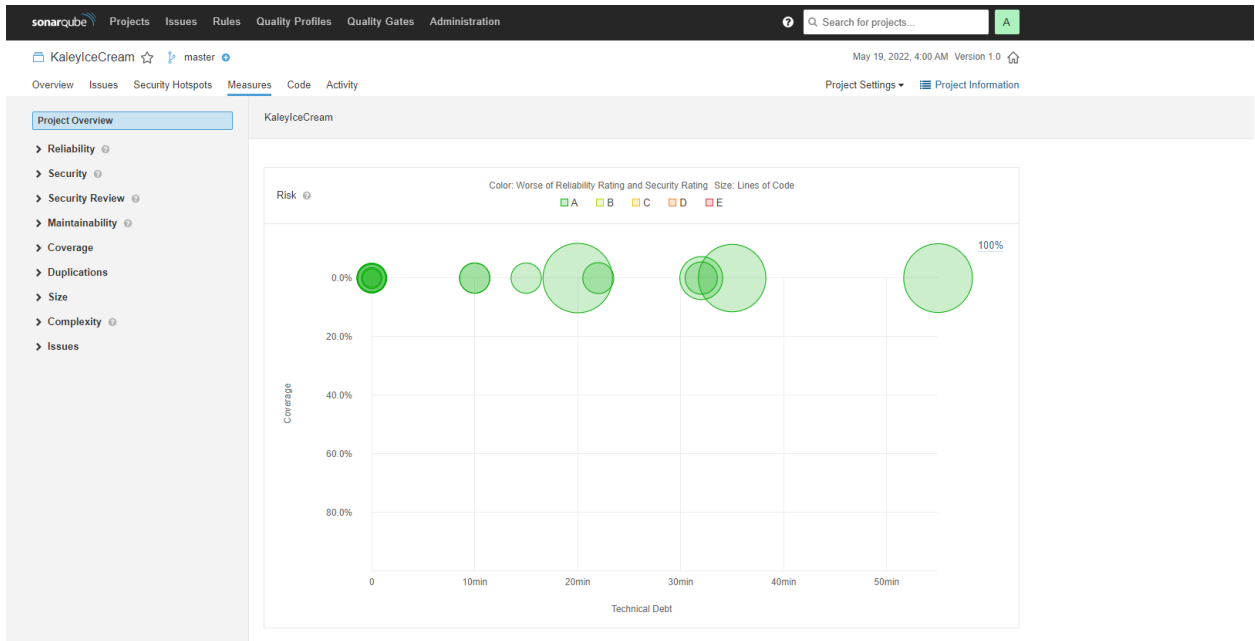 sonarqube Projects Issues Rules Quality Profiles Quality Gates Administration ? Search for projects... A
KaleyIceCream master May 19, 2022, 4:00 AM Version 1.0
Overview Issues Security Hotspots Measures Code Activity Project Settings Project Information
Project Overview
Reliability
Security
Security Review
Maintainability
Coverage
Duplications
Size
Complexity
Issues
KaleyIceCream
Risk
Color: Worse of Reliability Rating and Security Rating Size: Lines of Code
A B C D E
100%
0.0%
20.0%
40.0%
60.0%
80.0%
Coverage
0 10min 20min 30min 40min 50min
Technical Debt